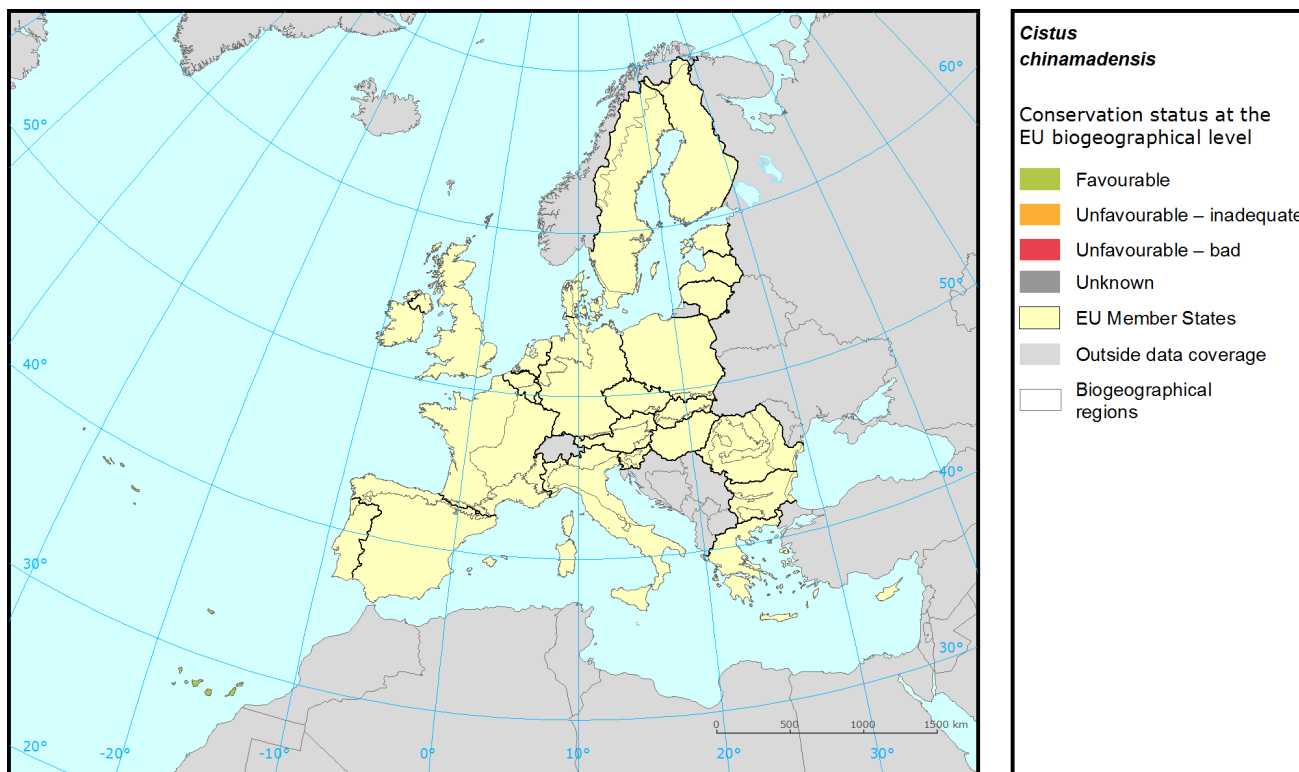 60°
50°
50°
40°
40°
30°
30°
20°
-20°
-10°
0°
10°
20°
30°
0 500 1000 1500 km
Cistus
chinamadensis
Conservation status at the
EU biogeographical level
Favourable
Unfavourable – inadequate
Unfavourable – bad
Unknown
EU Member States
Outside data coverage
Biogeographical
regions